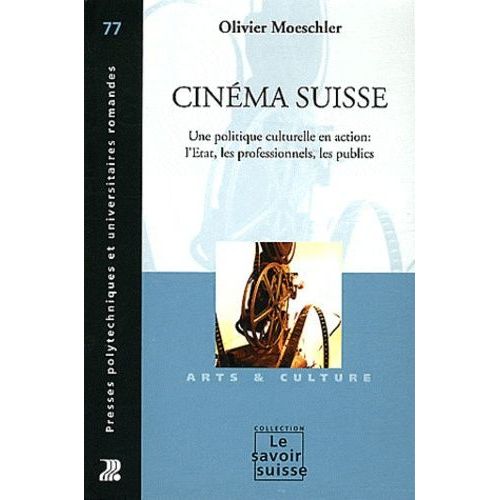 77
Presses polytechniques et universitaires romandes
Olivier Moeschler
CINÉMA SUISSE
Une politique culturelle en action:
l'Etat, les professionnels, les publics
ARTS & CULTURE
COLLECTION
Le
savoir
suisse